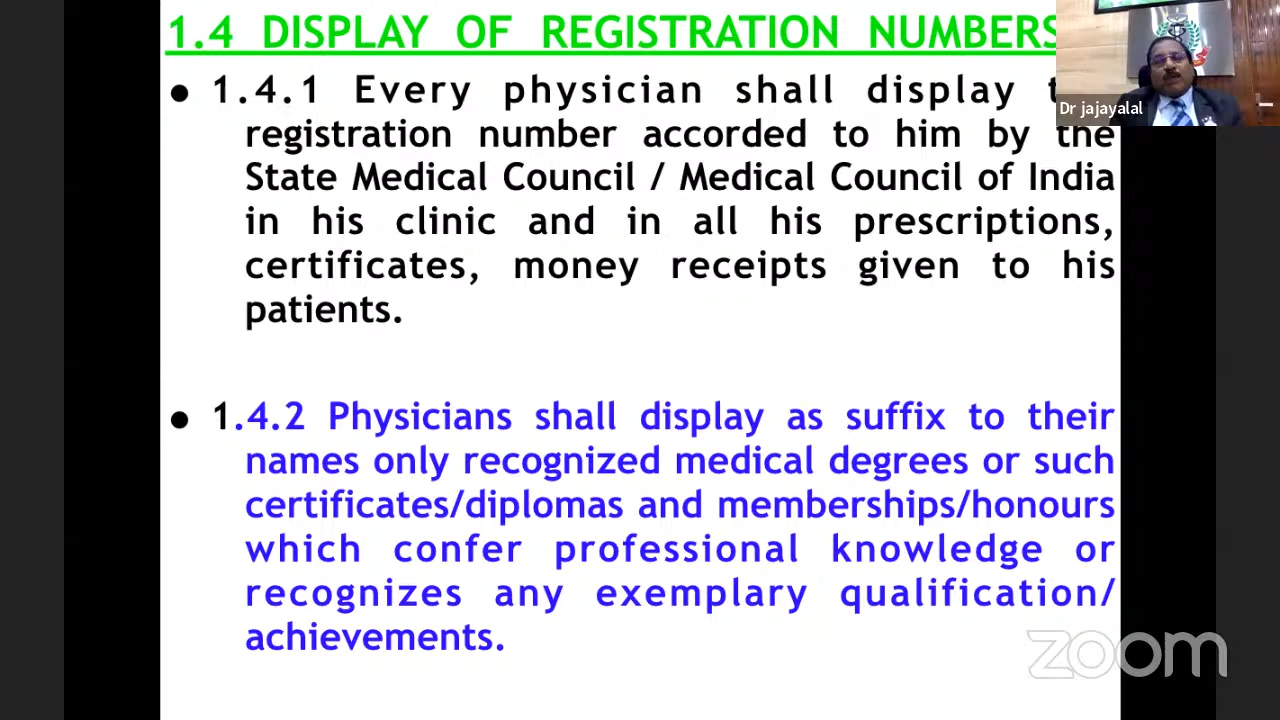 1.4 DISPLAY OF REGISTRATION NUMBERS
• 1.4.1 Every physician shall display
registration number accorded to him by the
State Medical Council / Medical Council of India
in his clinic and in all his prescriptions,
certificates, money receipts given to his
patients.
• 1.4.2 Physicians shall display as suffix to their
names only recognized medical degrees or such
certificates/diplomas and memberships/honours
which confer professional knowledge or
recognizes any exemplary qualification/
achievements.
Dr jajayalal
zoom